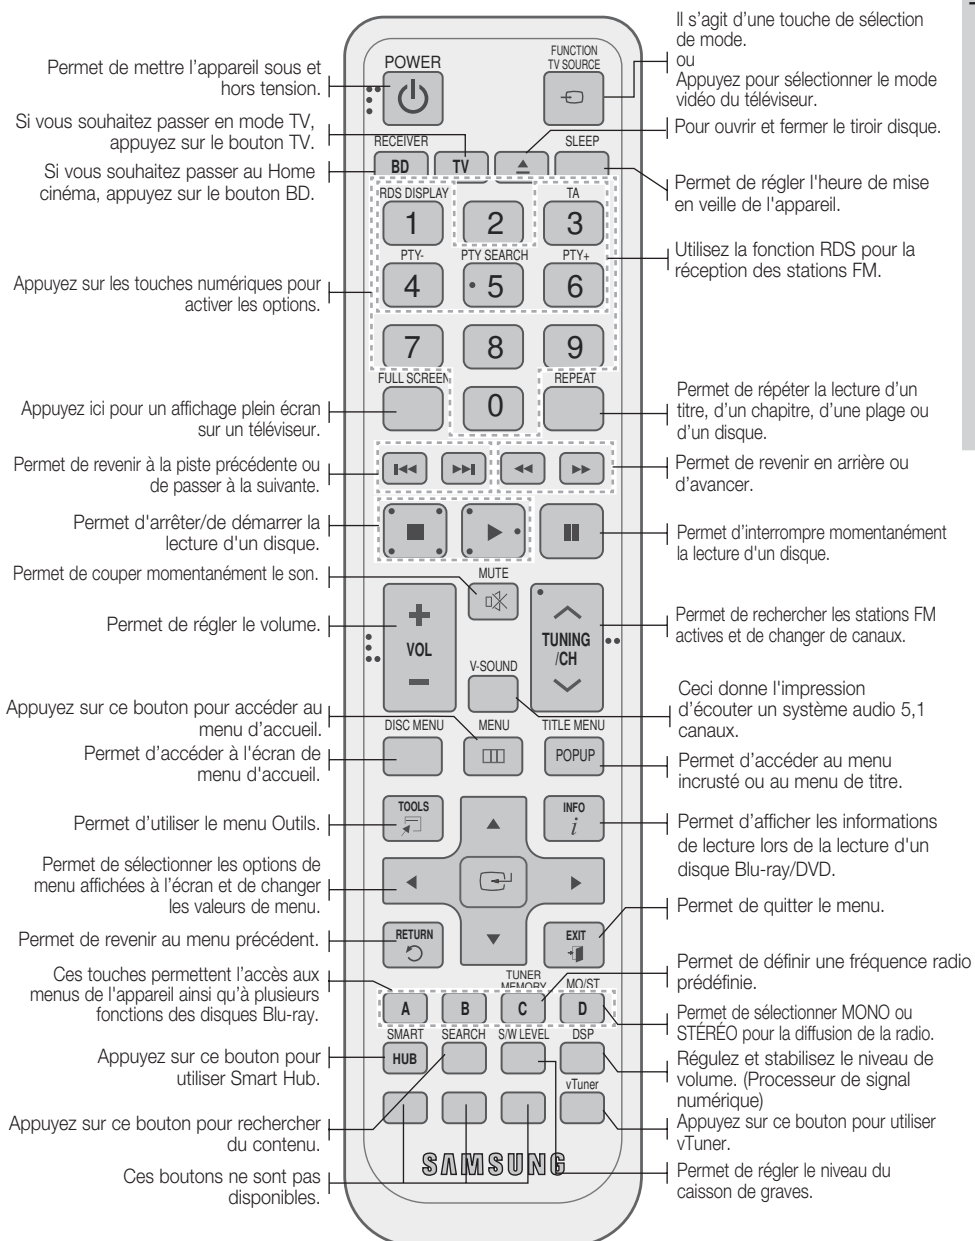 Permet de mettre l'appareil sous et
hors tension.
Si vous souhaitez passer en mode TV,
appuyez sur le bouton TV.
Si vous souhaitez passer au Home
cinéma, appuyez sur le bouton BD.
Appuyez sur les touches numériques pour
activer les options.
Appuyez ici pour un affichage plein écran
sur un téléviseur.
Permet de revenir à la piste précédente ou
de passer à la suivante.
Permet d'arrêter/de démarrer la
lecture d'un disque.
Permet de couper momentanément le son.
Permet de régler le volume.
Appuyez sur ce bouton pour accéder au
menu d'accueil.
Permet d'accéder à l'écran de
menu d'accueil.
Permet d'utiliser le menu Outils.
Permet de sélectionner les options de
menu affichées à l'écran et de changer
les valeurs de menu.
Permet de revenir au menu précédent.
Ces touches permettent l'accès aux
menus de l'appareil ainsi qu'à plusieurs
fonctions des disques Blu-ray.
Appuyez sur ce bouton pour
utiliser Smart Hub.
Appuyez sur ce bouton pour rechercher
du contenu.
Ces boutons ne sont pas
disponibles.
POWER
FUNCTION
TV SOURCE
RECEIVER
SLEEP
BD
TV
RDS DISPLAY
TA
1
2
3
PTY-
PTY SEARCH
PTY+
4
5
6
7
8
9
FULL SCREEN
REPEAT
0
MUTE
VOL
TUNING
/CH
V-SOUND
DISC MENU
MENU
TITLE MENU
POPUP
TOOLS
INFO
i
RETURN
EXIT
TUNER
MEMORY
MO/ST
A
B
C
D
SMART
SEARCH
S/W LEVEL
DSP
HUB
vTuner
SAMSUNG
Il s'agit d'une touche de sélection
de mode.
ou
Appuyez pour sélectionner le mode
vidéo du téléviseur.
Pour ouvrir et fermer le tiroir disque.
Permet de régler l'heure de mise
en veille de l'appareil.
Utilisez la fonction RDS pour la
réception des stations FM.
Permet de répéter la lecture d'un
titre, d'un chapitre, d'une plage ou
d'un disque.
Permet de revenir en arrière ou
d'avancer.
Permet d'interrompre momentanément
la lecture d'un disque.
Permet de rechercher les stations FM
actives et de changer de canaux.
Ceci donne l'impression
d'écouter un système audio 5,1
canaux.
Permet d'accéder au menu
incrusté ou au menu de titre.
Permet d'afficher les informations
de lecture lors de la lecture d'un
disque Blu-ray/DVD.
Permet de quitter le menu.
Permet de définir une fréquence radio
prédéfinie.
Permet de sélectionner MONO ou
STÉRÉO pour la diffusion de la radio.
Régulez et stabilisez le niveau de
volume. (Processeur de signal
numérique)
Appuyez sur ce bouton pour utiliser
vTuner.
Permet de régler le niveau du
caisson de graves.